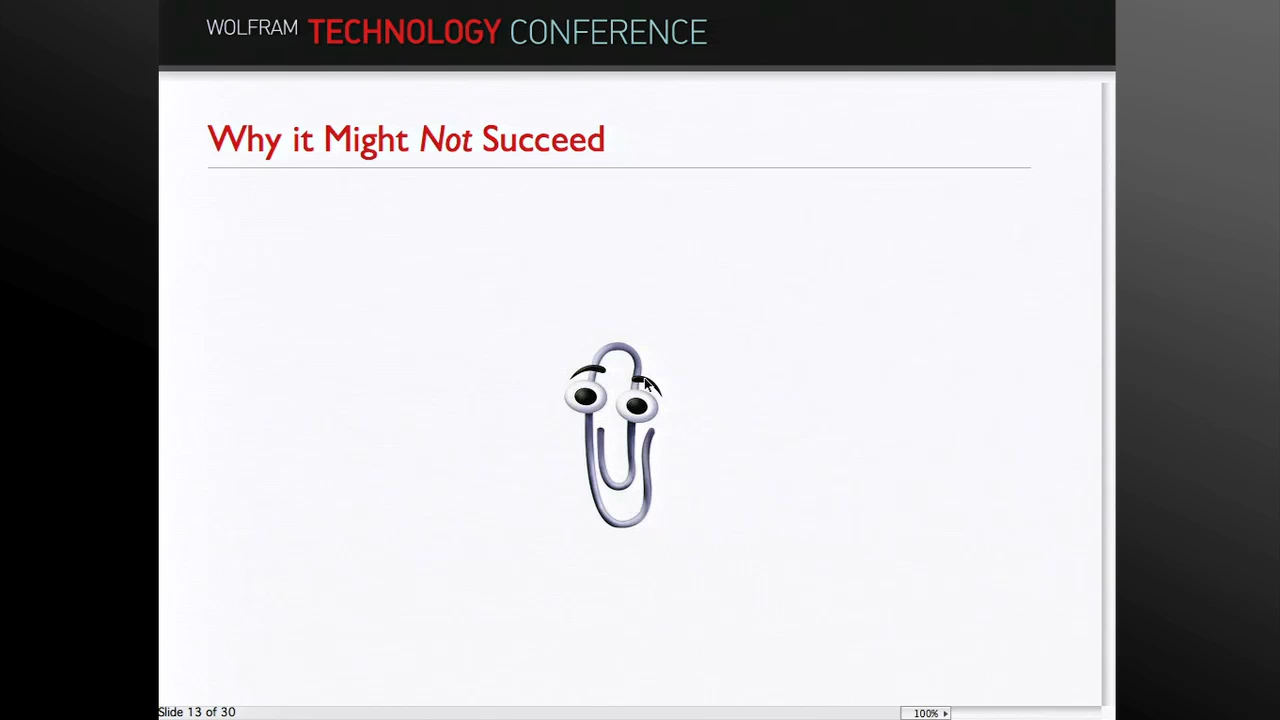 WOLFRAM TECHNOLOGY CONFERENCE
Why it Might Not Succeed
Slide 13 of 30
100%